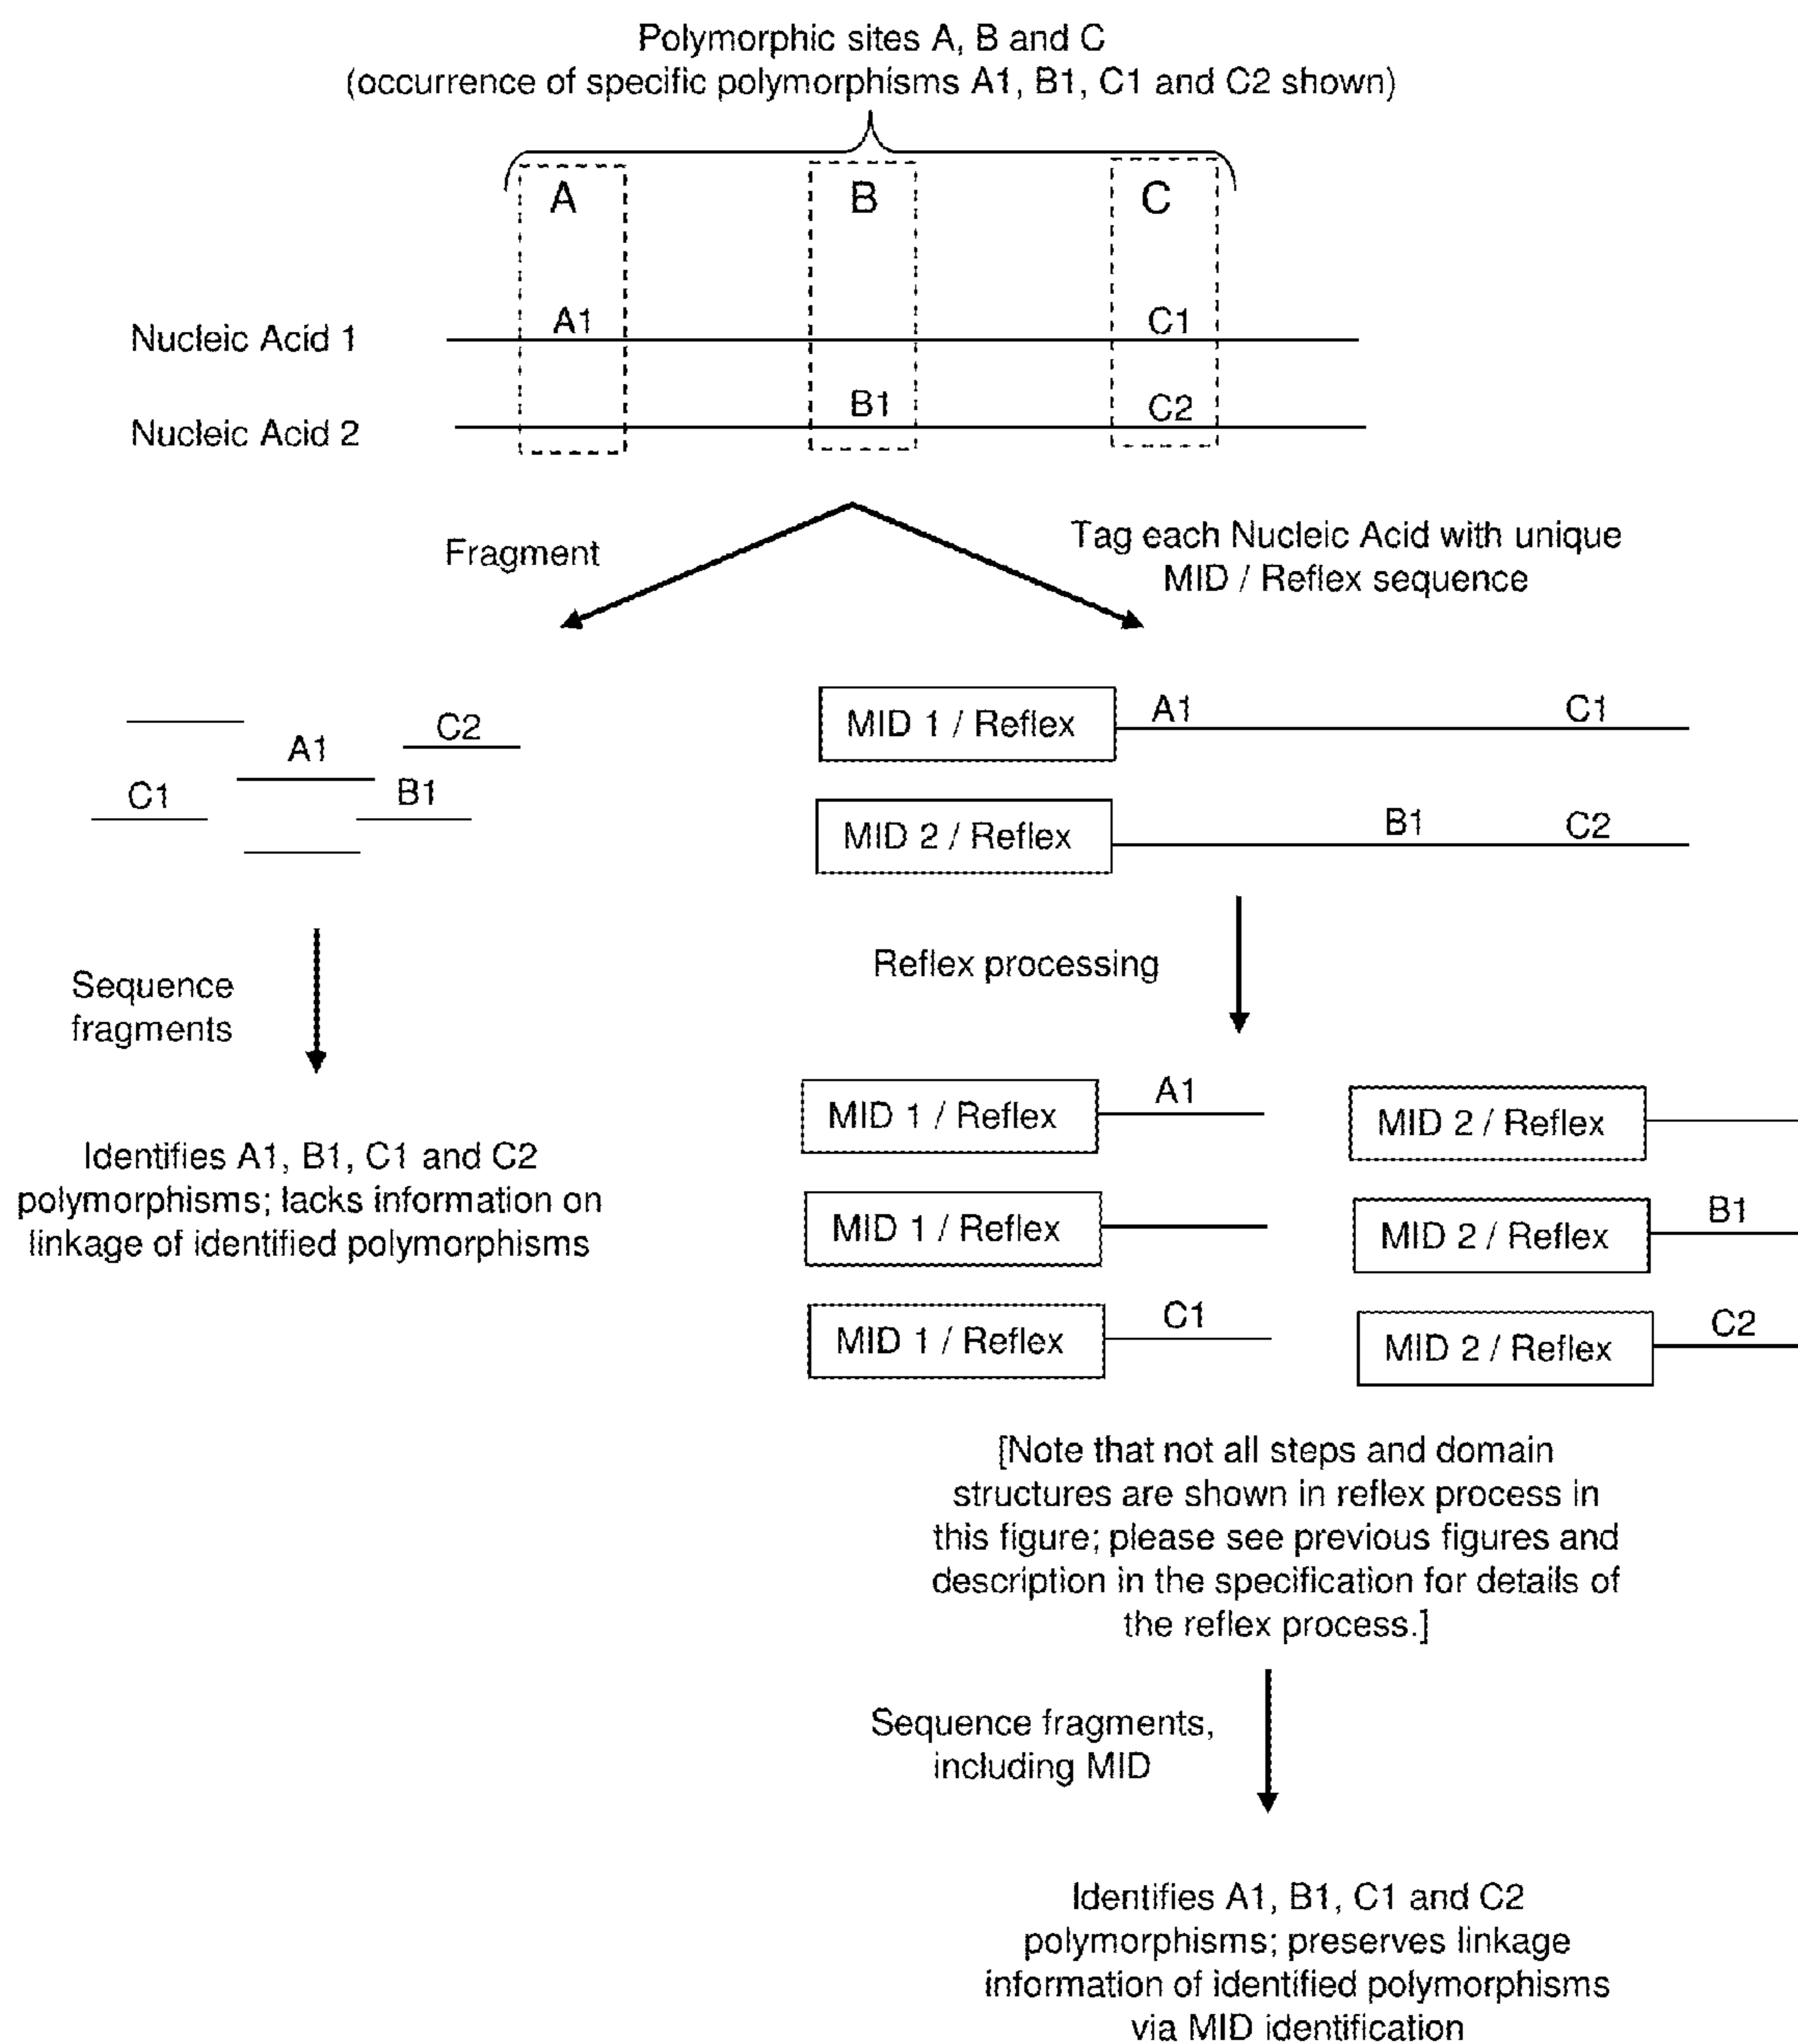 Polymorphic sites A, B and C
(occurrence of specific polymorphisms A1, B1, C1 and C2 shown)
A B C
Nucleic Acid 1 A1 C1
Nucleic Acid 2 B1 C2
Fragment
Tag each Nucleic Acid with unique
MID / Reflex sequence
C2
A1
C1 B1
MID 1 / Reflex A1 C1
MID 2 / Reflex B1 C2
Sequence
fragments
Identifies A1, B1, C1 and C2
polymorphisms; lacks information on
linkage of identified polymorphisms
Reflex processing
MID 1 / Reflex A1
MID 2 / Reflex
MID 1 / Reflex
MID 2 / Reflex B1
MID 1 / Reflex C1
MID 2 / Reflex C2
[Note that not all steps and domain
structures are shown in reflex process in
this figure; please see previous figures and
description in the specification for details of
the reflex process.]
Sequence fragments,
including MID
Identifies A1, B1, C1 and C2
polymorphisms; preserves linkage
information of identified polymorphisms
via MID identification